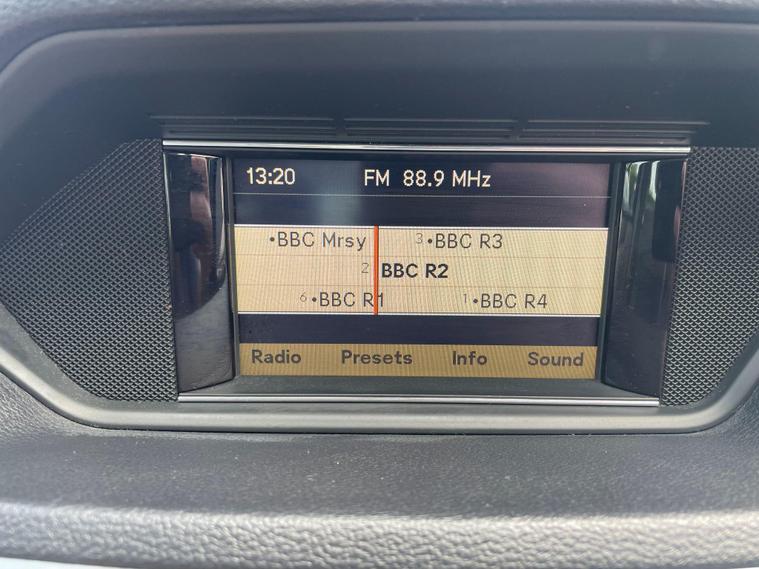 13:20 FM 88.9 MHz
•BBC Mrsy 3 •BBC R3
2 BBC R2
6 •BBC R1 1 •BBC R4
Radio Presets Info Sound